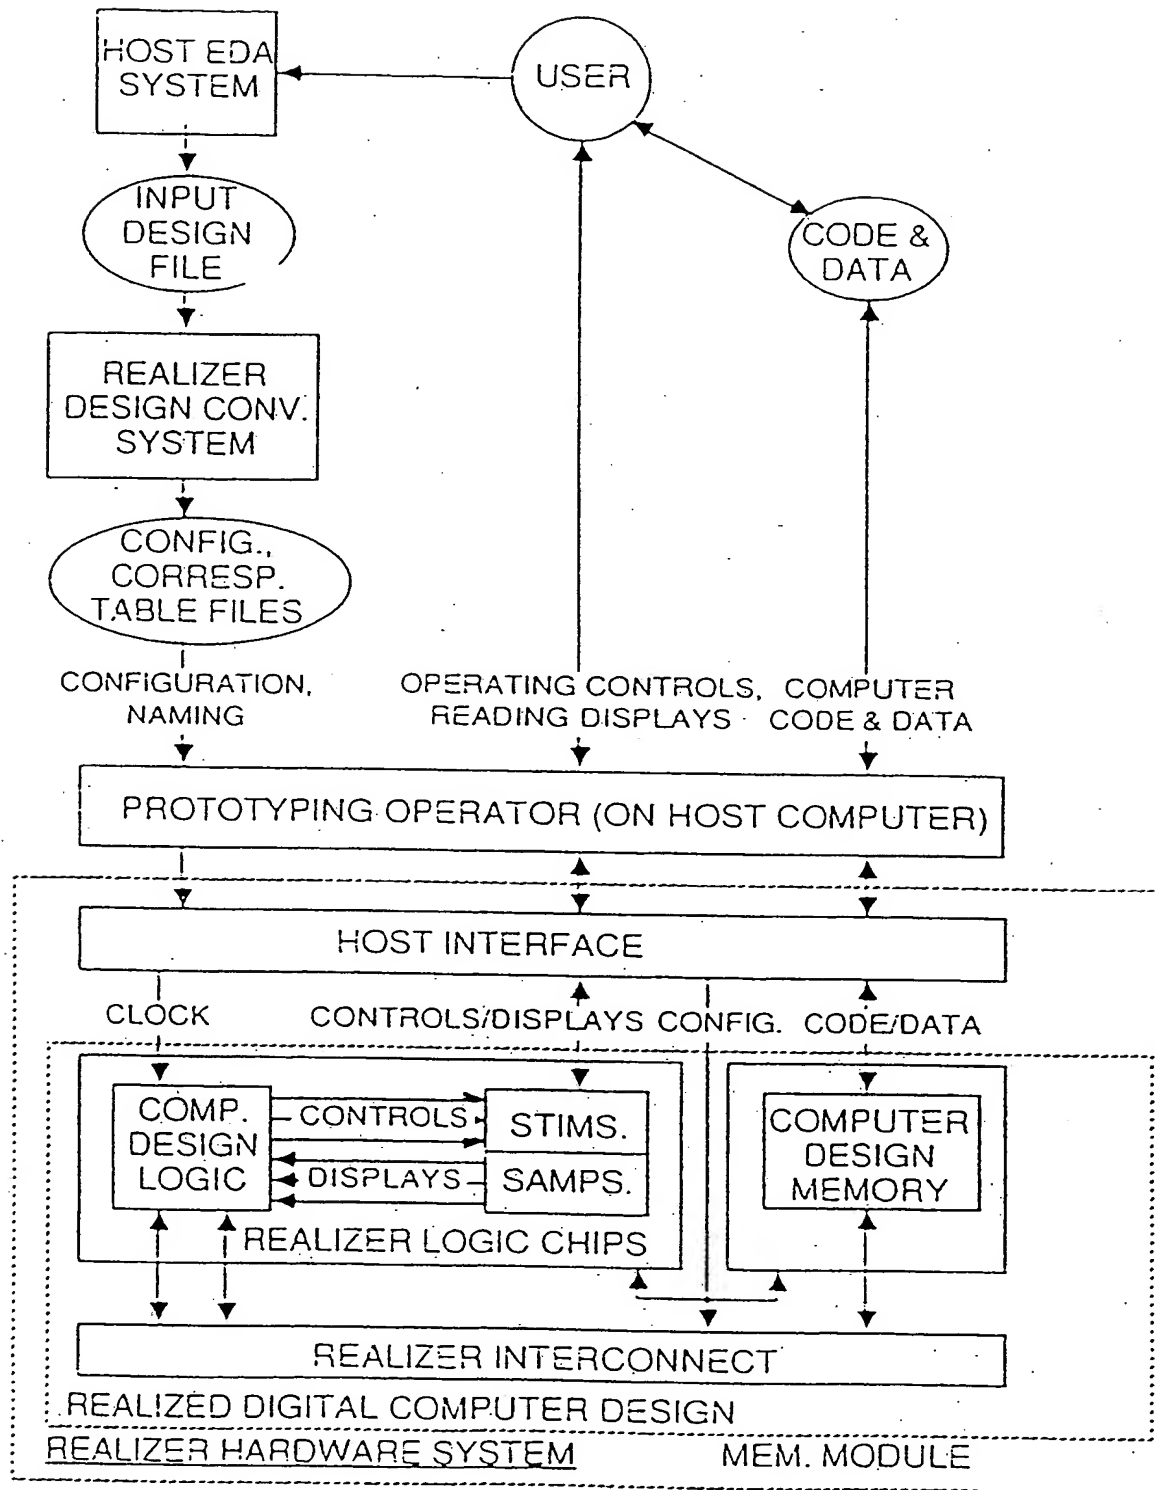 HOST EDA
SYSTEM
USER
INPUT
DESIGN
FILE
CODE &
DATA
REALIZER
DESIGN CONV.
SYSTEM
CONFIG.,
CORRESP.
TABLE FILES
CONFIGURATION,
NAMING
OPERATING CONTROLS,
READING DISPLAYS
COMPUTER
CODE & DATA
PROTOTYPING OPERATOR (ON HOST COMPUTER)
HOST INTERFACE
CLOCK
CONTROLS/DISPLAYS
CONFIG.
CODE/DATA
COMP.
DESIGN
LOGIC
CONTROLS
DISPLAYS
STIMS.
SAMPS.
COMPUTER
DESIGN
MEMORY
REALIZER LOGIC CHIPS
REALIZER INTERCONNECT
REALIZED DIGITAL COMPUTER DESIGN
REALIZER HARDWARE SYSTEM
MEM. MODULE